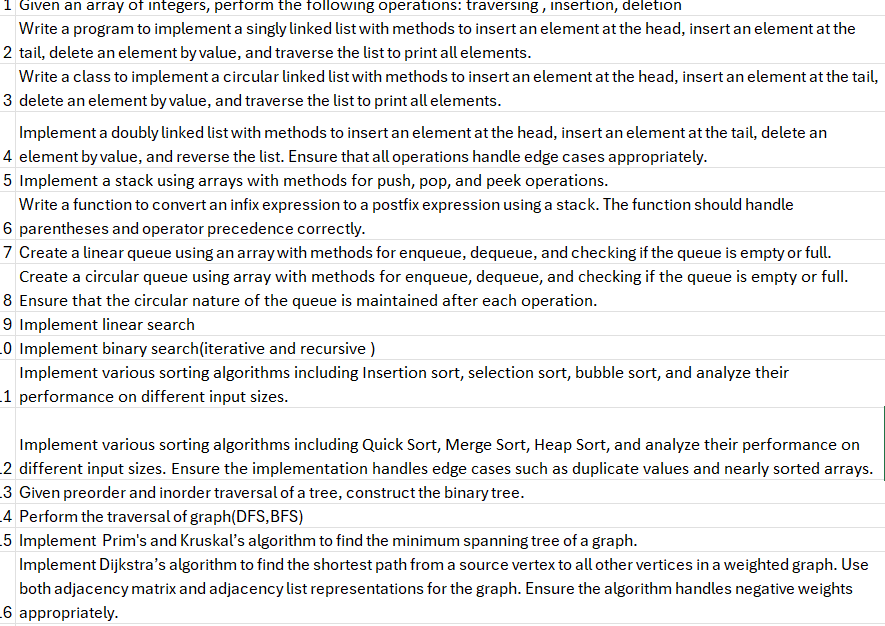 1 Given an array of integers, perform the following operations: traversing , insertion, deletion
Write a program to implement a singly linked list with methods to insert an element at the head, insert an element at the
2 tail, delete an element by value, and traverse the list to print all elements.
Write a class to implement a circular linked list with methods to insert an element at the head, insert an element at the tail,
3 delete an element by value, and traverse the list to print all elements.
Implement a doubly linked list with methods to insert an element at the head, insert an element at the tail, delete an
4 element by value, and reverse the list. Ensure that all operations handle edge cases appropriately.
5 Implement a stack using arrays with methods for push, pop, and peek operations.
Write a function to convert an infix expression to a postfix expression using a stack. The function should handle
6 parentheses and operator precedence correctly.
7 Create a linear queue using an array with methods for enqueue, dequeue, and checking if the queue is empty or full.
Create a circular queue using array with methods for enqueue, dequeue, and checking if the queue is empty or full.
8 Ensure that the circular nature of the queue is maintained after each operation.
9 Implement linear search
0 Implement binary search(iterative and recursive )
Implement various sorting algorithms including Insertion sort, selection sort, bubble sort, and analyze their
1 performance on different input sizes.
Implement various sorting algorithms including Quick Sort, Merge Sort, Heap Sort, and analyze their performance on
2 different input sizes. Ensure the implementation handles edge cases such as duplicate values and nearly sorted arrays.
3 Given preorder and inorder traversal of a tree, construct the binary tree.
4 Perform the traversal of graph(DFS,BFS)
5 Implement Prim's and Kruskal’s algorithm to find the minimum spanning tree of a graph.
Implement Dijkstra’s algorithm to find the shortest path from a source vertex to all other vertices in a weighted graph. Use
both adjacency matrix and adjacency list representations for the graph. Ensure the algorithm handles negative weights
6 appropriately.